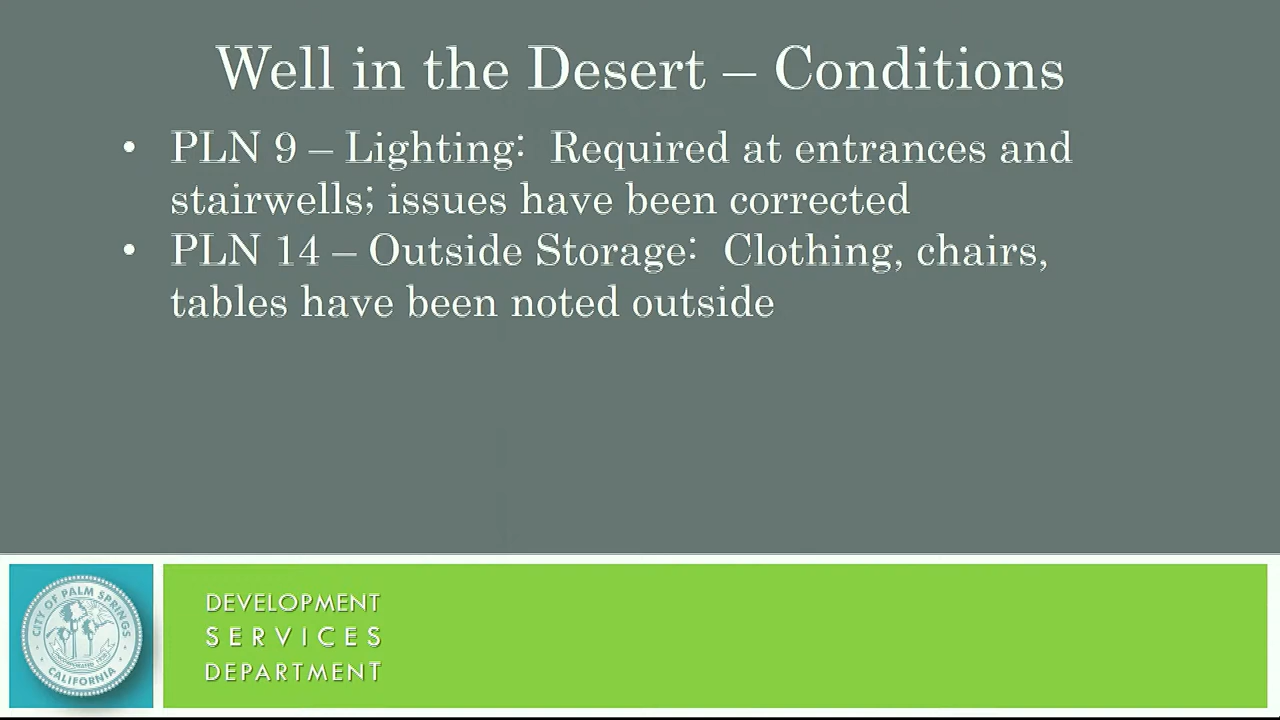 Well in the Desert – Conditions
• PLN 9 – Lighting: Required at entrances and
stairwells; issues have been corrected
• PLN 14 – Outside Storage: Clothing, chairs,
tables have been noted outside
CITY OF PALM SPRINGS
CALIFORNIA
DEVELOPMENT
SERVICES
DEPARTMENT